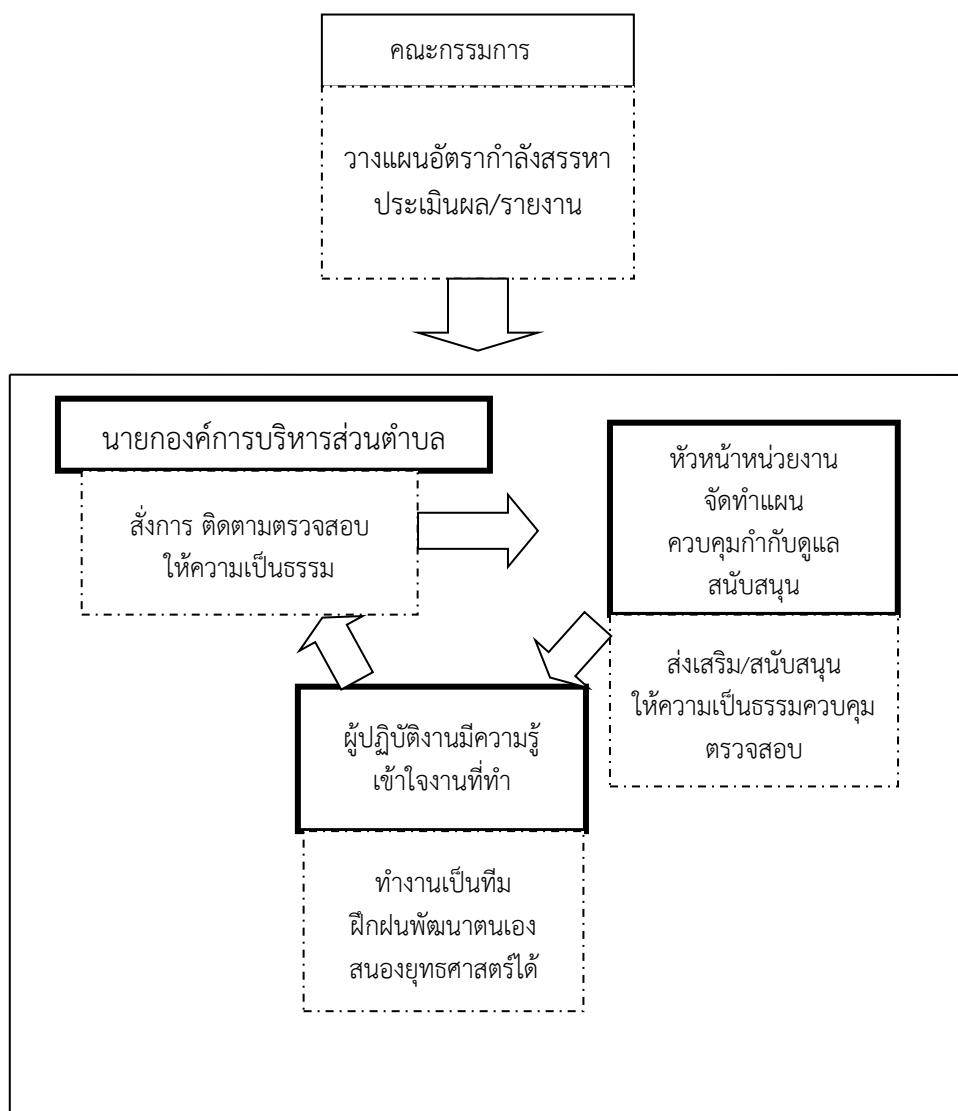 คณะกรรมการ
วางแผนอัตรากำลังสรรหา
ประเมินผล/รายงาน
นายกองค์การบริหารส่วนตำบล
สั่งการ ติดตามตรวจสอบ
ให้ความเป็นธรรม
หัวหน้าหน่วยงาน
จัดทำแผน
ควบคุมกำกับดูแล
สนับสนุน
ส่งเสริม/สนับสนุน
ให้ความเป็นธรรมควบคุม
ตรวจสอบ
ผู้ปฏิบัติงานมีความรู้
เข้าใจงานที่ทำ
ทำงานเป็นทีม
ฝึกฝนพัฒนาตนเอง
สนองยุทธศาสตร์ได้